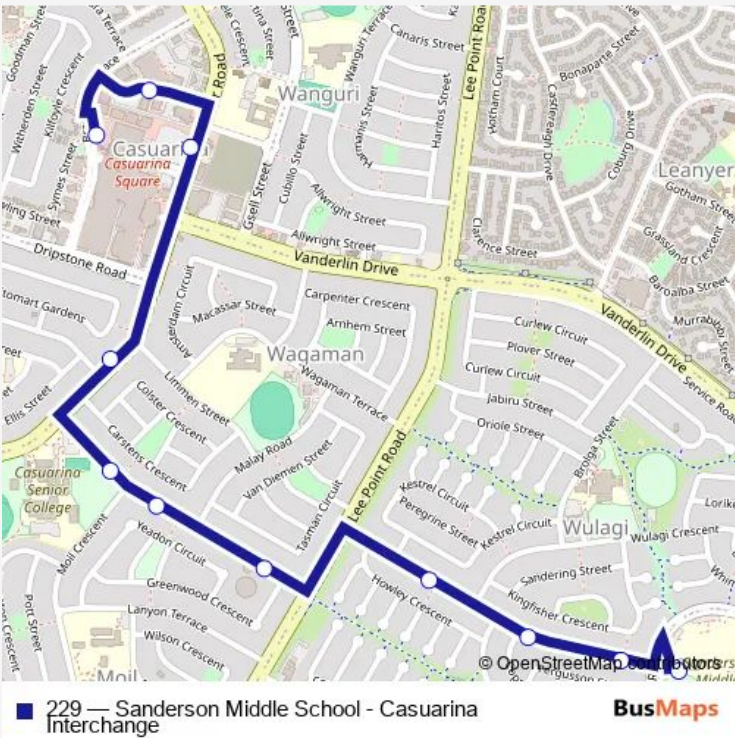 Goodman Street
Canaris Street
Lee Point Road
Bonaparte Street
Wanguri Terrace
Wanguri
Hotham Court
Castlereagh Drive
Coburg Drive
Withernden Street
Kilfoyle Crescent
Harmanis Street
Haritos Street
Casuarina
Casuarina
Square
Symes Street
Gsell Street
Cubillo Street
Allwright Street
Leanyer
Gotham Street
Grassland Crescent
Allwright Street
Clarence Street
Dripstone Road
Vanderlin Drive
Baroalba Street
Murrabibbi Street
Amsterdam Circuit
Macassar Street
Carpenter Crescent
Arnhem Street
Curlew Circuit
Plover Street
Vanderlin Drive
Wagaman
Curlew Circuit
Service Road
Ellis Street
Limmen Street
Wagaman Terrace
Jabiru Street
Oriole Street
Colster Crescent
Carstens Crescent
Malay Road
Van Diemen Street
Lee Point Road
Brolga Street
Casuarina
Senior
College
Tasman Circuit
Kestrel Circuit
Peregrine Street
Kestrel Circuit
Wulagi
Wulagi Crescent
Moil Crescent
Yeadon Circuit
Sandering Street
Greenwood Crescent
Howley Crescent
Kingfisher Crescent
Pott Street
Lanyon Terrace
Wilson Crescent
Moil
© OpenStreetMap contributors
229 — Sanderson Middle School - Casuarina
Interchange
BusMaps